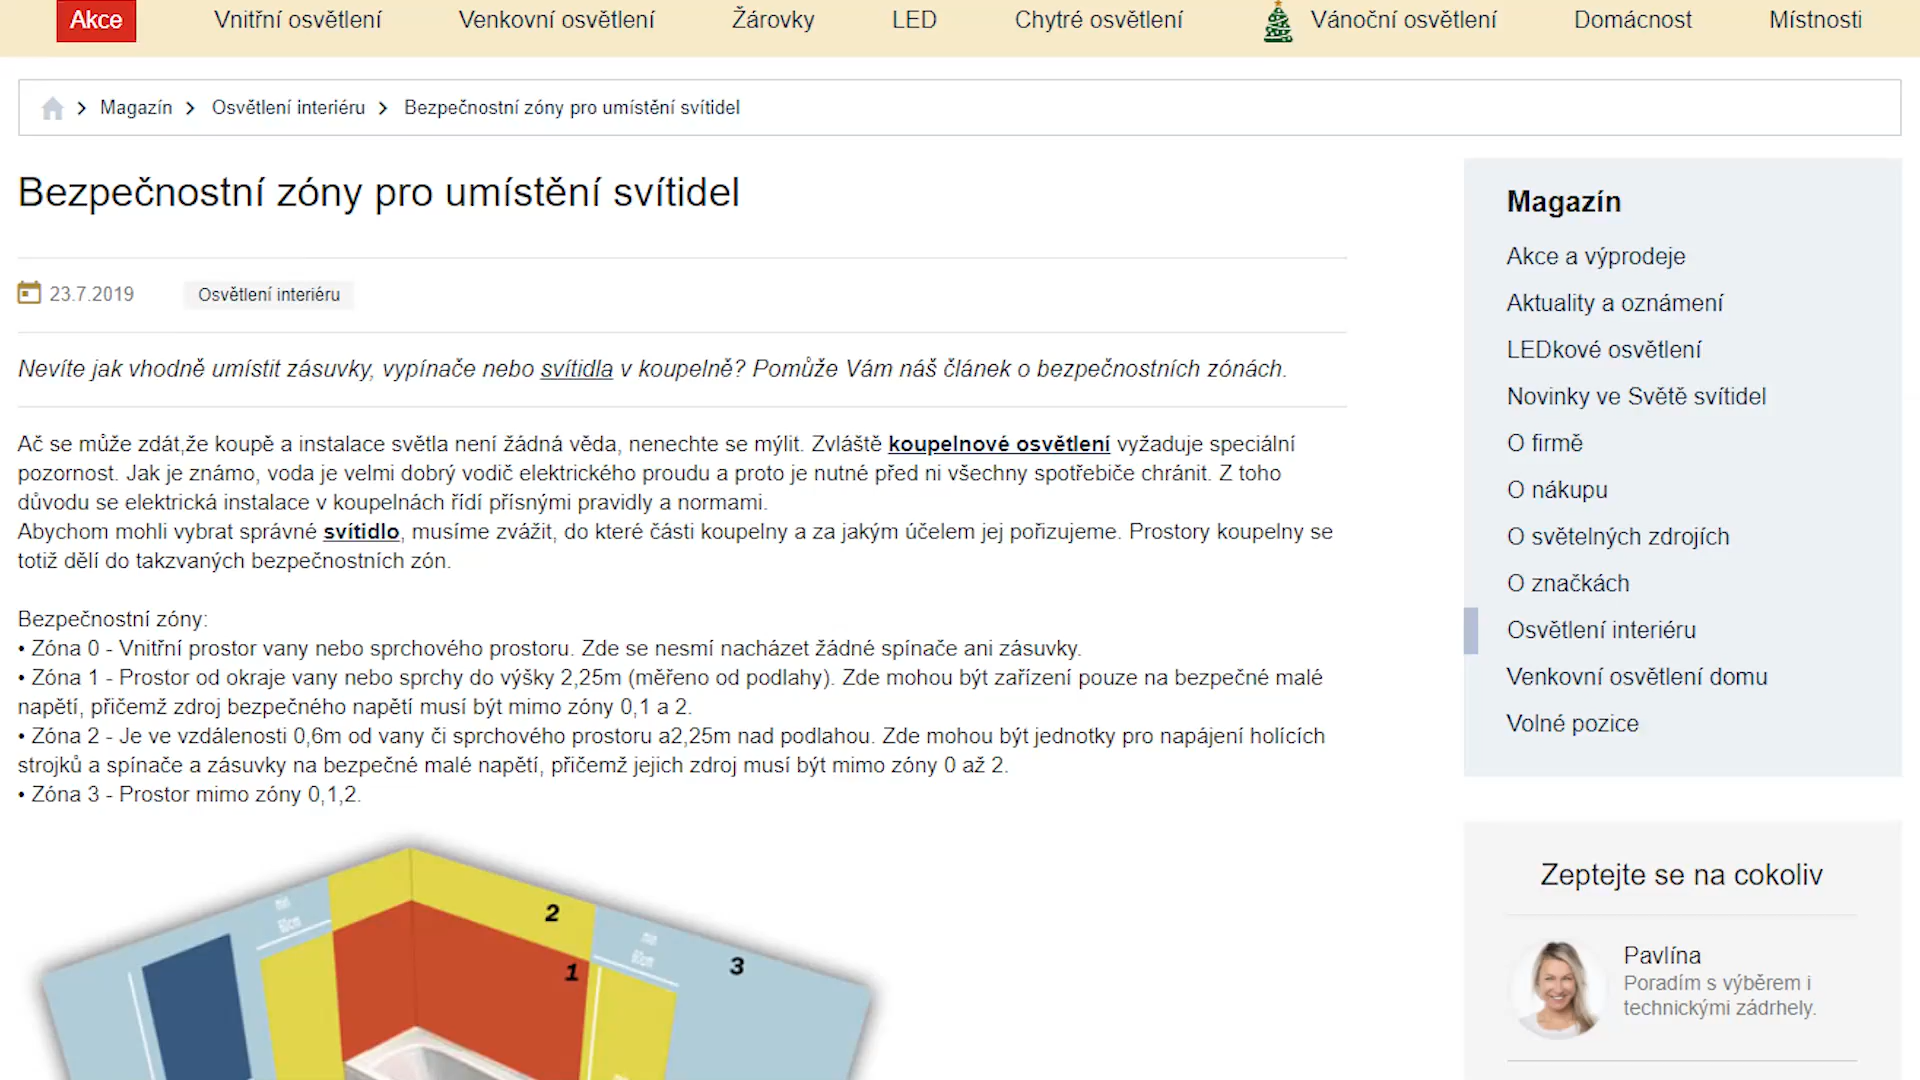 Akce
Vnitřní osvětlení
Venkovní osvětlení
Žárovky
LED
Chytré osvětlení
Vánoční osvětlení
Domácnost
Místnosti
Magazín
Osvětlení interiéru
Bezpečnostní zóny pro umístění svítidel
Bezpečnostní zóny pro umístění svítidel
23.7.2019
Osvětlení interiéru
Nevíte jak vhodně umístit zásuvky, vypínače nebo svítidla v koupelně? Pomůže Vám náš článek o bezpečnostních zónách.
Ač se může zdát,že koupě a instalace světla není žádná věda, nenechte se mýlit. Zvláště koupelnové osvětlení vyžaduje speciální
pozornost. Jak je známo, voda je velmi dobrý vodič elektrického proudu a proto je nutné před ni všechny spotřebiče chránit. Z toho
důvodu se elektrická instalace v koupelnách řídí přísnými pravidly a normami.
Abychom mohli vybrat správné svítidlo, musíme zvážit, do které části koupelny a za jakým účelem jej pořizujeme. Prostory koupelny se
totiž dělí do takzvaných bezpečnostních zón.
Bezpečnostní zóny:
• Zóna 0 - Vnitřní prostor vany nebo sprchového prostoru. Zde se nesmí nacházet žádné spínače ani zásuvky.
• Zóna 1 - Prostor od okraje vany nebo sprchy do výšky 2,25m (měřeno od podlahy). Zde mohou být zařízení pouze na bezpečné malé
napětí, přičemž zdroj bezpečného napětí musí být mimo zóny 0,1 a 2.
• Zóna 2 - Je ve vzdálenosti 0,6m od vany či sprchového prostoru a2,25m nad podlahou. Zde mohou být jednotky pro napájení holících
strojků a spínače a zásuvky na bezpečné malé napětí, přičemž jejich zdroj musí být mimo zóny 0 až 2.
• Zóna 3 - Prostor mimo zóny 0,1,2.
min
60cm
2
1
min
60cm
3
Magazín
Akce a výprodeje
Aktuality a oznámení
LEDkové osvětlení
Novinky ve Světě svítidel
O firmě
O nákupu
O světelných zdrojích
O značkách
Osvětlení interiéru
Venkovní osvětlení domu
Volné pozice
Zeptejte se na cokoliv
Pavlína
Poradím s výběrem i
technickými zádrhely.